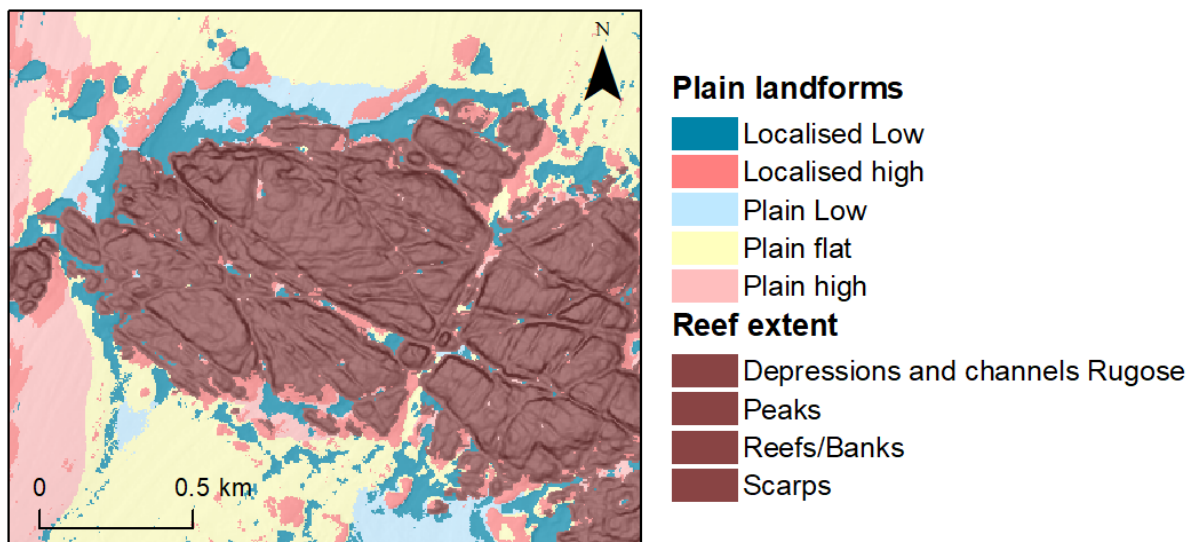 N
0 0.5 km
Plain landforms
Localised Low
Localised high
Plain Low
Plain flat
Plain high
Reef extent
Depressions and channels Rugose
Peaks
Reefs/Banks
Scarps